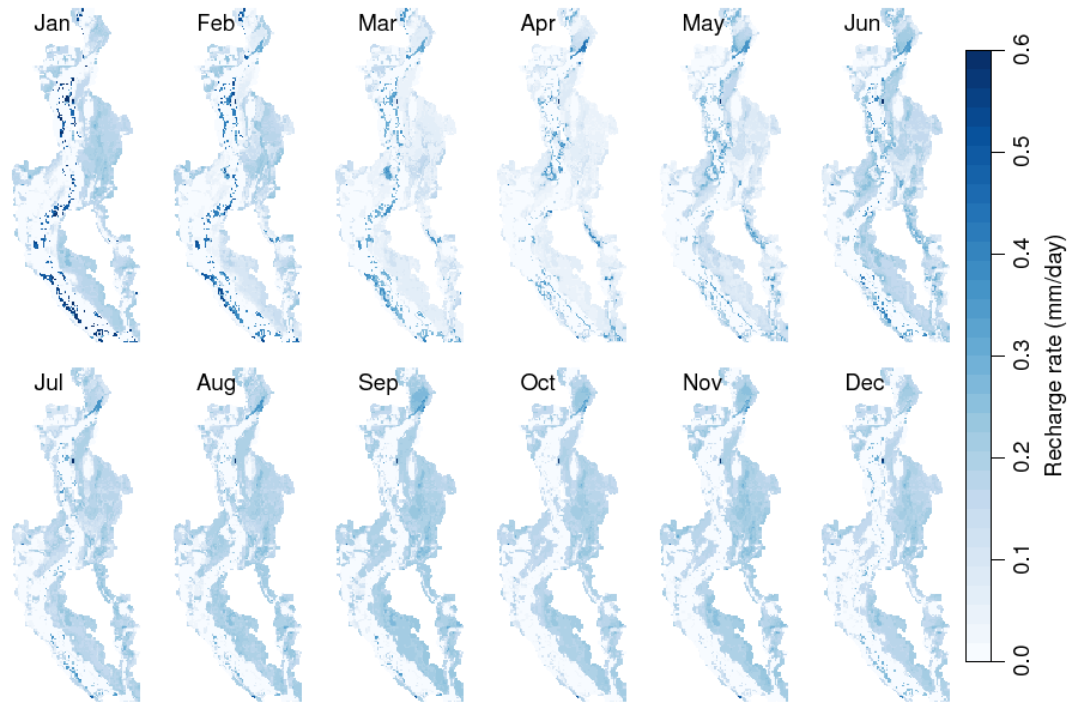 Jan
Feb
Mar
Apr
May
Jun
Jul
Aug
Sep
Oct
Nov
Dec
0.6
0.5
0.4
0.3
0.2
0.1
0.0
Recharge rate (mm/day)